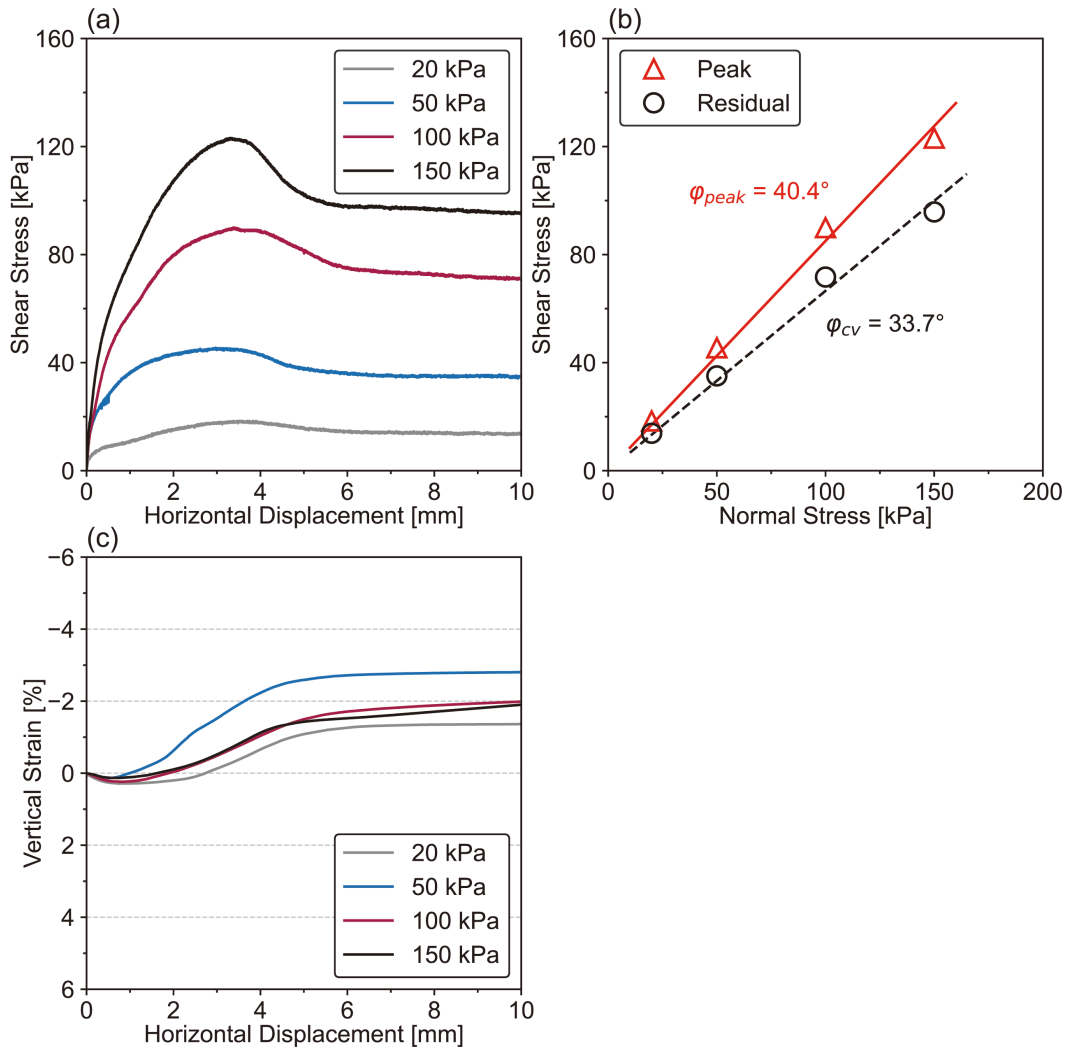 (a)
160
120
80
40
0
Shear Stress [kPa]
20 kPa
50 kPa
100 kPa
150 kPa
0 2 4 6 8 10
Horizontal Displacement [mm]
(b)
160
120
80
40
0
Shear Stress [kPa]
Peak
Residual
φpeak = 40.4°
φcv = 33.7°
0 50 100 150 200
Normal Stress [kPa]
(c)
−6
−4
−2
0
2
4
6
Vertical Strain [%]
20 kPa
50 kPa
100 kPa
150 kPa
0 2 4 6 8 10
Horizontal Displacement [mm]